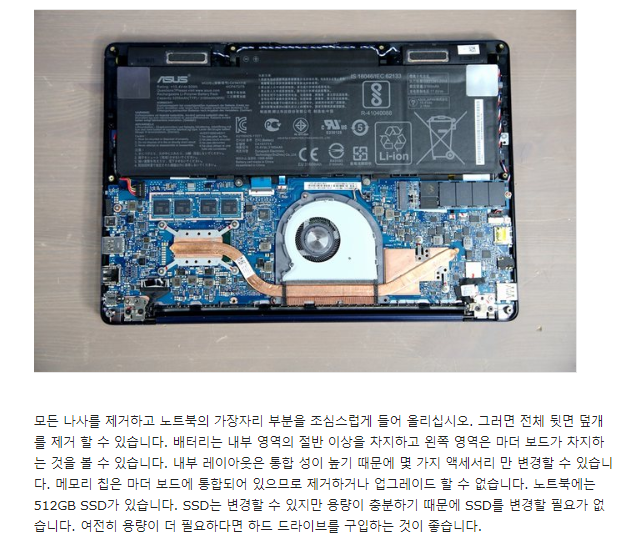 ASUS
Li-ion
모든 나사를 제거하고 노트북의 가장자리 부분을 조심스럽게 들어 올리십시오. 그러면 전체 뒷면 덮개
를 제거 할 수 있습니다. 배터리는 내부 영역의 절반 이상을 차지하고 왼쪽 영역은 마더 보드가 차지하
는 것을 볼 수 있습니다. 내부 레이아웃은 통합 성이 높기 때문에 몇 가지 액세서리 만 변경할 수 있습니
다. 메모리 칩은 마더 보드에 통합되어 있으므로 제거하거나 업그레이드 할 수 없습니다. 노트북에는
512GB SSD가 있습니다. SSD는 변경할 수 있지만 용량이 충분하기 때문에 SSD를 변경할 필요가 없
습니다. 여전히 용량이 더 필요하다면 하드 드라이브를 구입하는 것이 좋습니다.